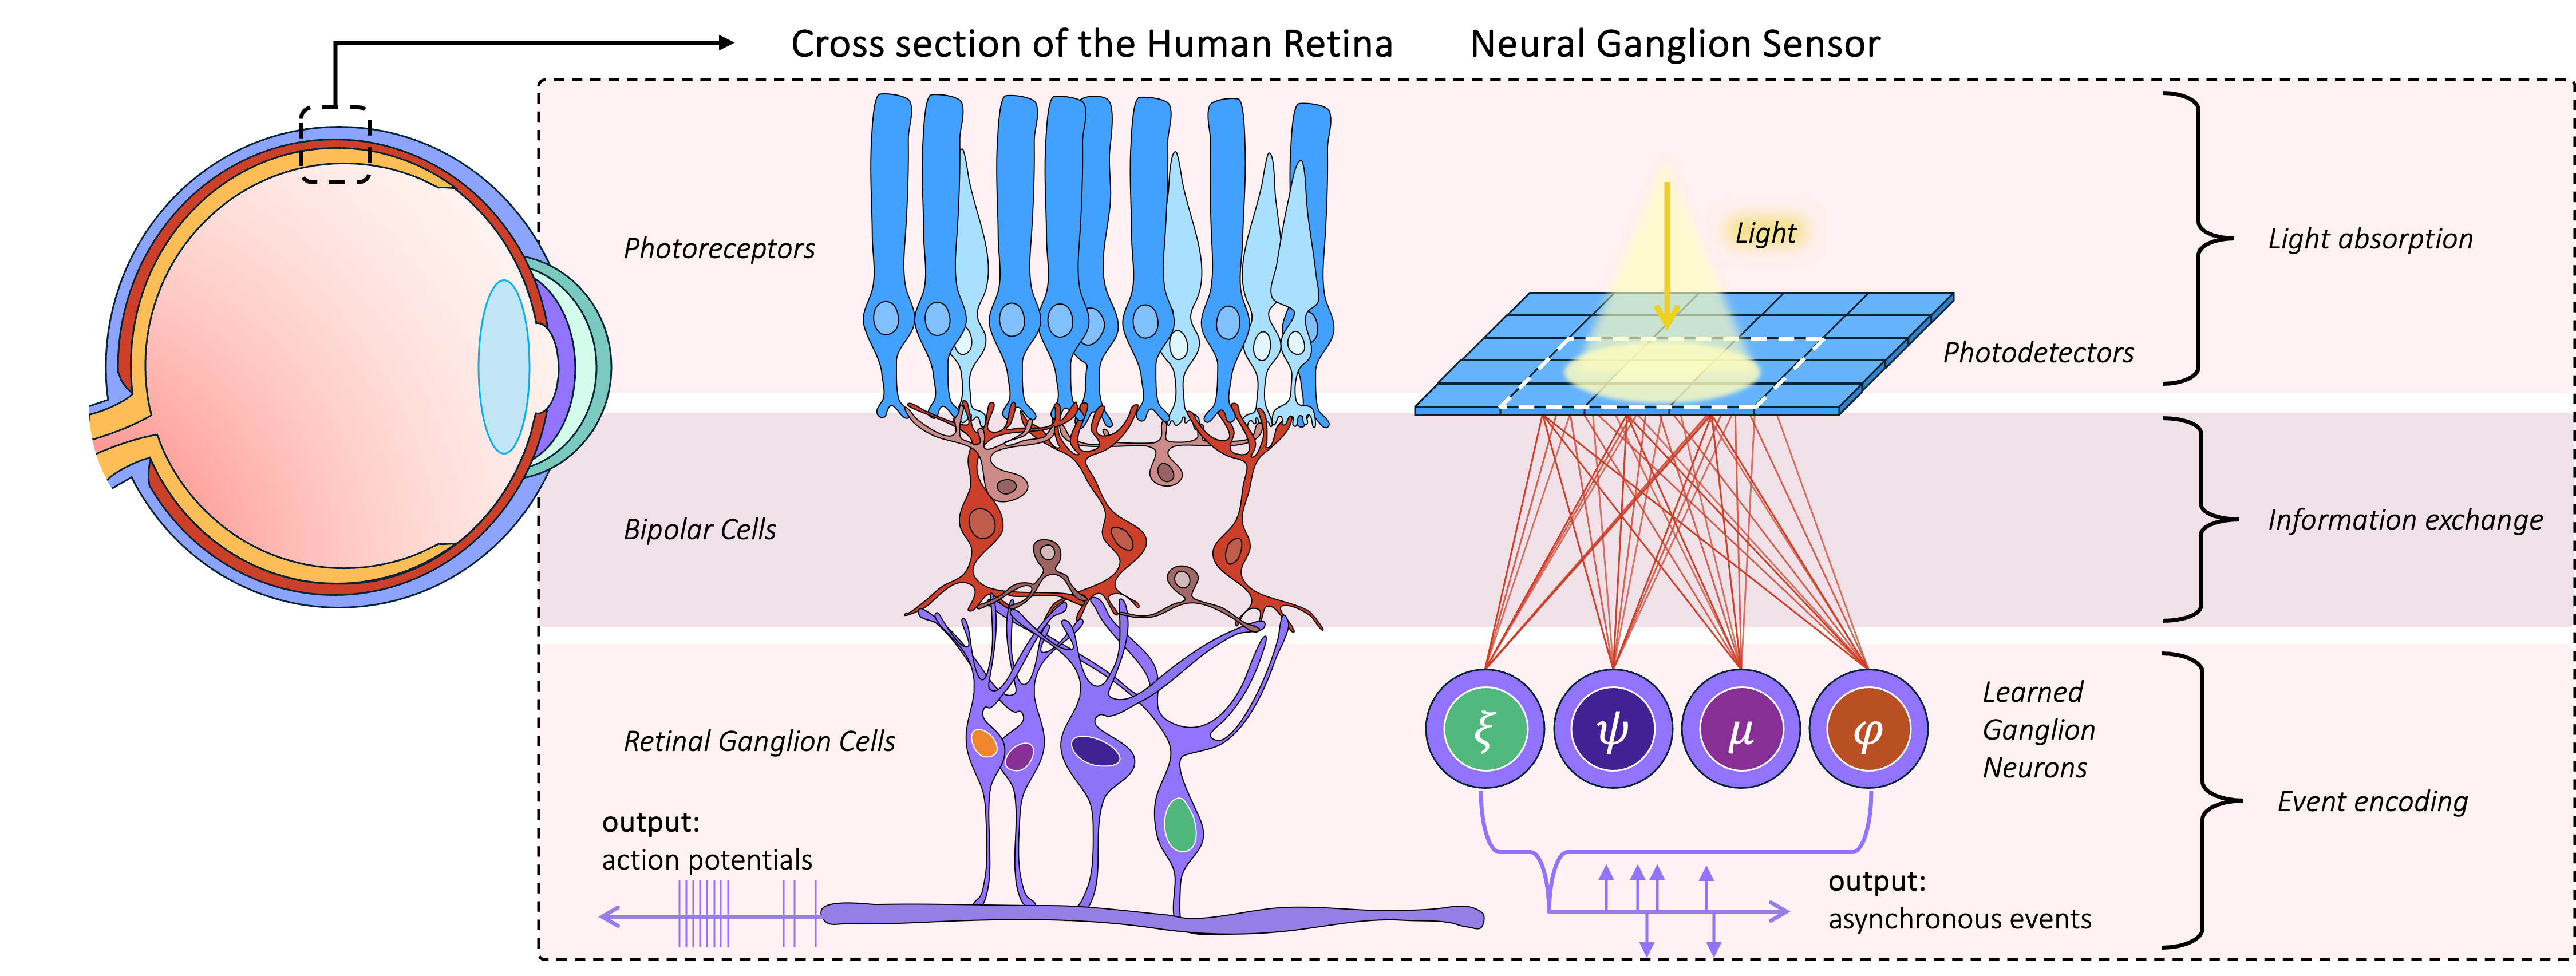 Cross section of the Human Retina
Neural Ganglion Sensor
Photoreceptors
Light
Photodetectors
Light absorption
Bipolar Cells
Information exchange
Retinal Ganglion Cells
ξ ψ μ φ
Learned
Ganglion
Neurons
Event encoding
output:
action potentials
output:
asynchronous events